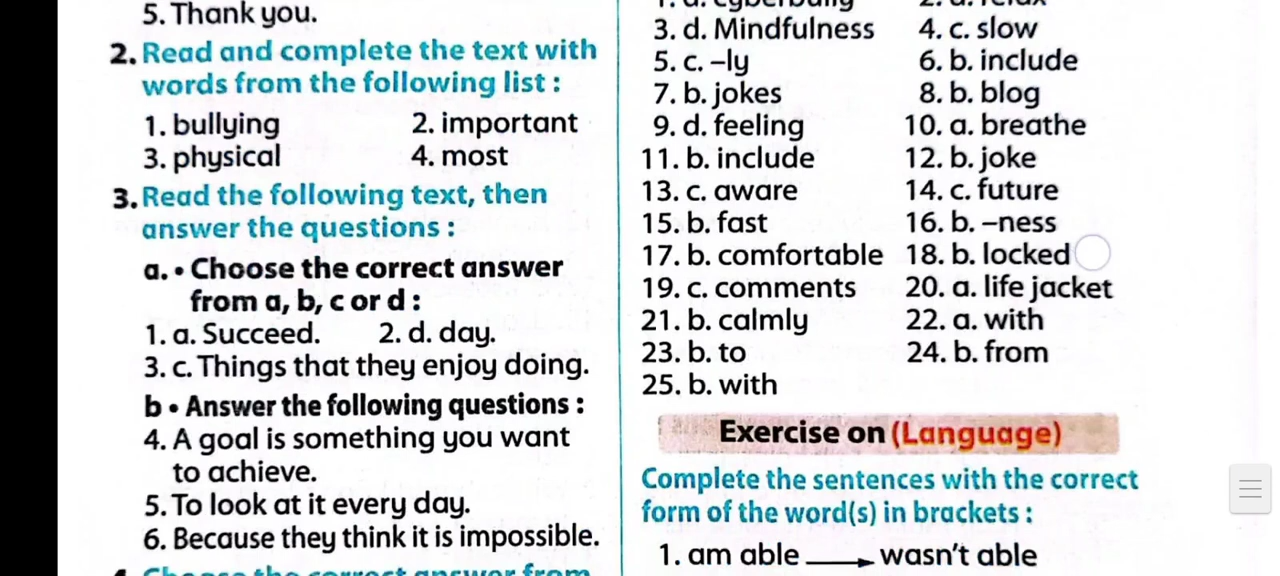 5. Thank you.
2. Read and complete the text with
words from the following list :
1. bullying 2. important
3. physical 4. most
3. Read the following text, then
answer the questions :
a. • Choose the correct answer
from a, b, c or d :
1. a. Succeed. 2. d. day.
3. c. Things that they enjoy doing.
b • Answer the following questions :
4. A goal is something you want
to achieve.
5. To look at it every day.
6. Because they think it is impossible.
3. d. Mindfulness 4. c. slow
5. c. –ly 6. b. include
7. b. jokes 8. b. blog
9. d. feeling 10. a. breathe
11. b. include 12. b. joke
13. c. aware 14. c. future
15. b. fast 16. b. –ness
17. b. comfortable 18. b. locked
19. c. comments 20. a. life jacket
21. b. calmly 22. a. with
23. b. to 24. b. from
25. b. with
Exercise on (Language)
Complete the sentences with the correct
form of the word(s) in brackets :
1. am able → wasn't able